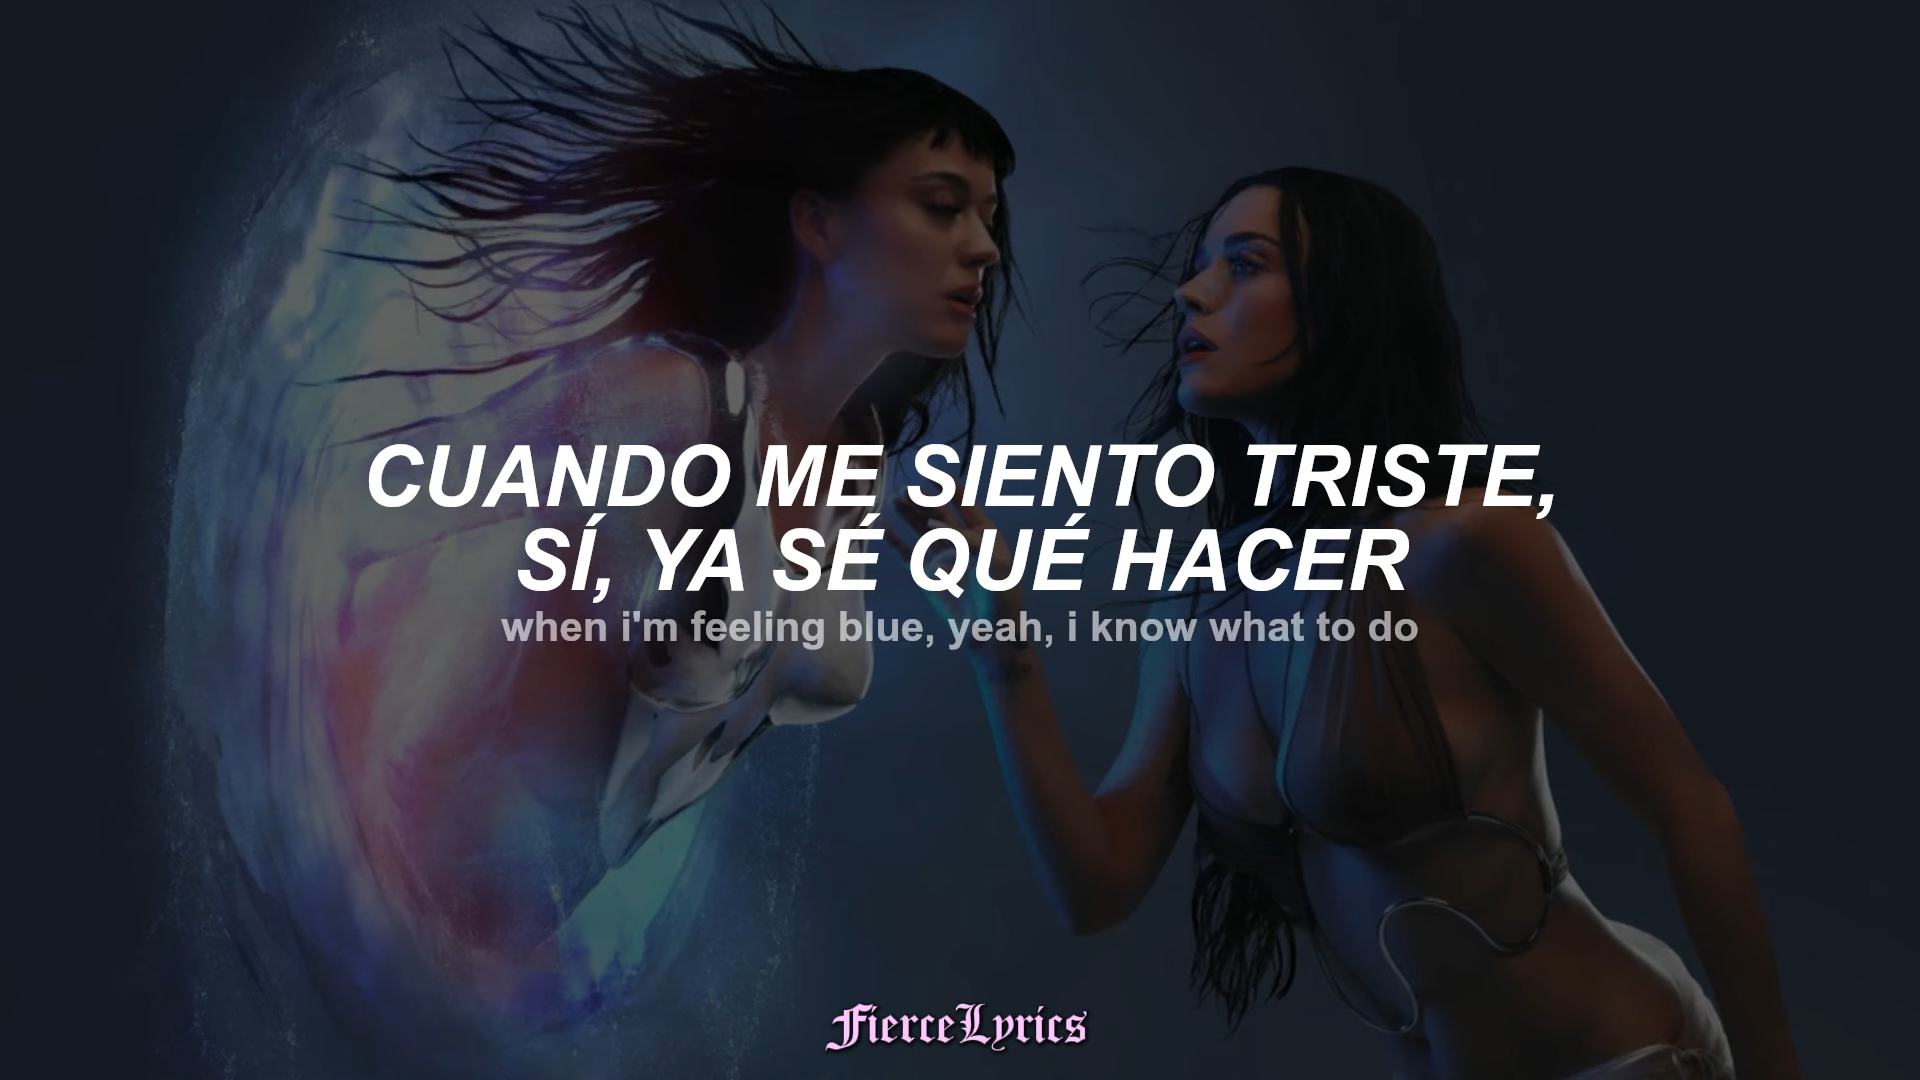 CUANDO ME SIENTO TRISTE,
SÍ, YA SÉ QUÉ HACER
when i'm feeling blue, yeah, i know what to do
FierceLyrics